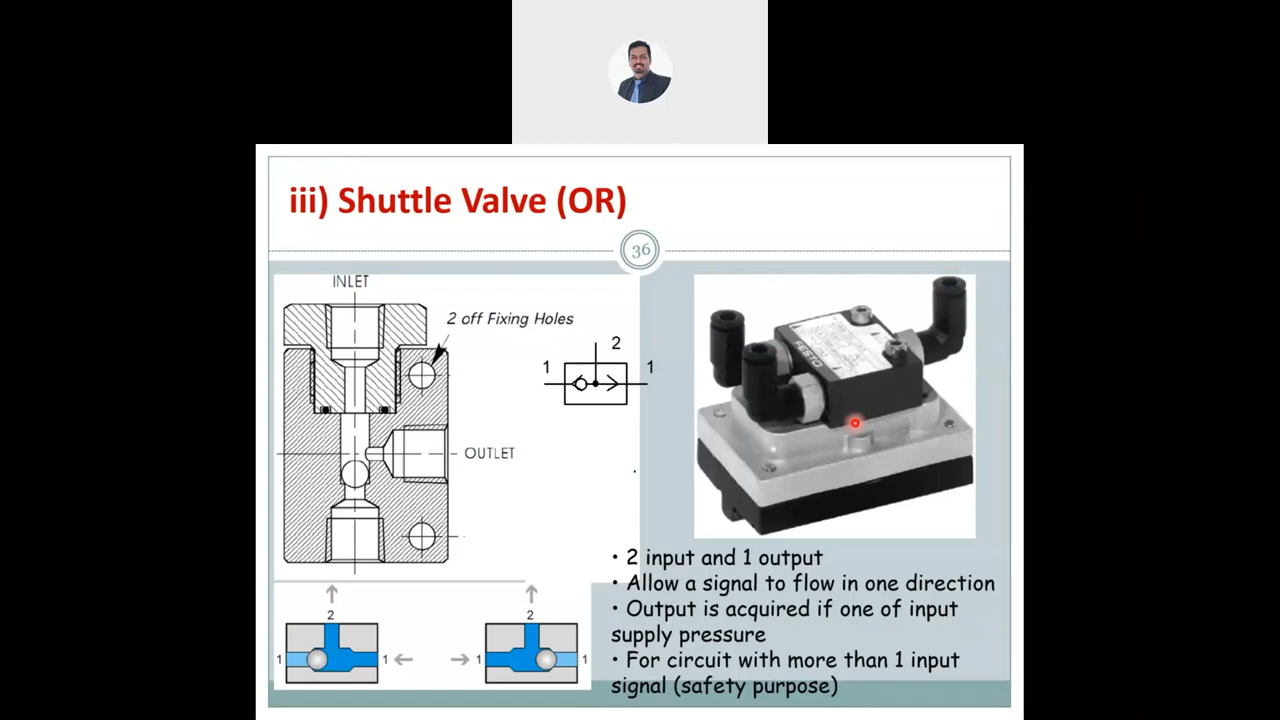 iii) Shuttle Valve (OR)
36
INLET
2 off Fixing Holes
2
1
1
OUTLET
FESTO
• 2 input and 1 output
• Allow a signal to flow in one direction
• Output is acquired if one of input
supply pressure
• For circuit with more than 1 input
signal (safety purpose)
2
2
1
1
1
1